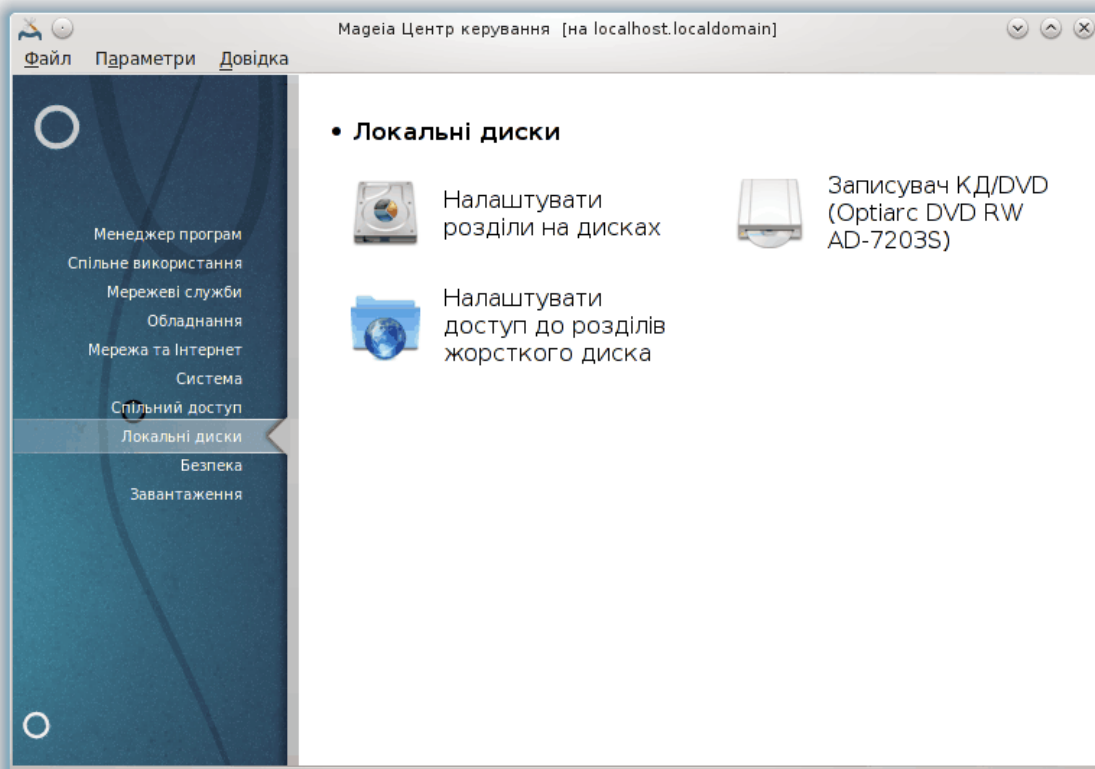 Mageia Центр керування [на localhost.localdomain]
Файл Параметри Довідка
Менеджер програм
Спільне використання
Мережеві служби
Обладнання
Мережа та Інтернет
Система
Спільний доступ
Локальні диски
Безпека
Завантаження
• Локальні диски
Налаштувати
розділи на дисках
Записувач КД/DVD
(Optiarc DVD RW
AD-7203S)
Налаштувати
доступ до розділів
жорсткого диска